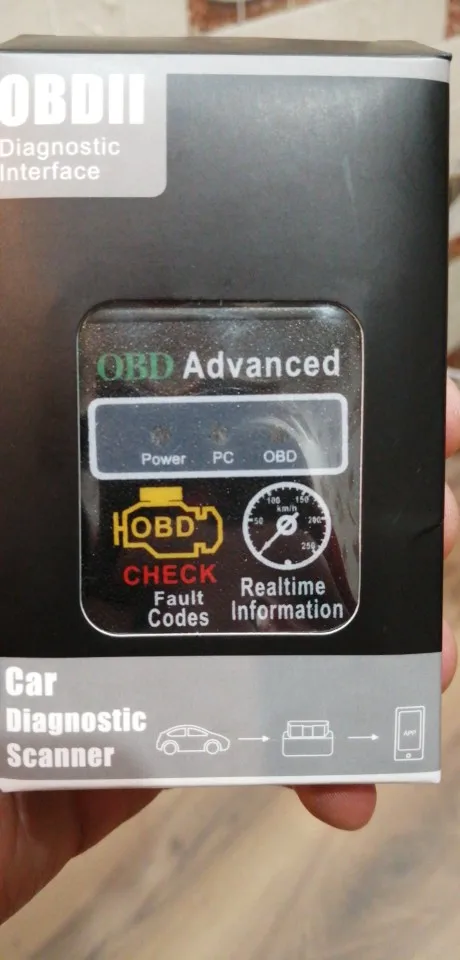 OBDII
Diagnostic
Interface
OBD Advanced
Power PC OBD
OBD
CHECK
Fault
Codes
50 100 150 200 250
km/h
Realtime
Information
Car
Diagnostic
Scanner
APP